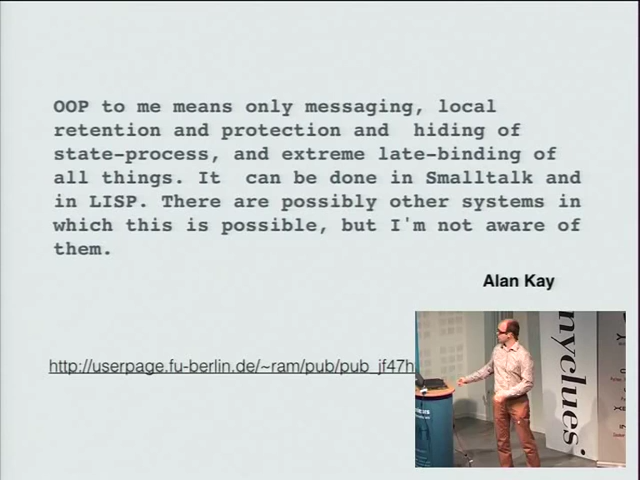 OOP to me means only messaging, local
retention and protection and hiding of
state-process, and extreme late-binding of
all things. It can be done in Smalltalk and
in LISP. There are possibly other systems in
which this is possible, but I'm not aware of
them.
Alan Kay
http://userpage.fu-berlin.de/~ram/pub/pub_jf47h
nyclues